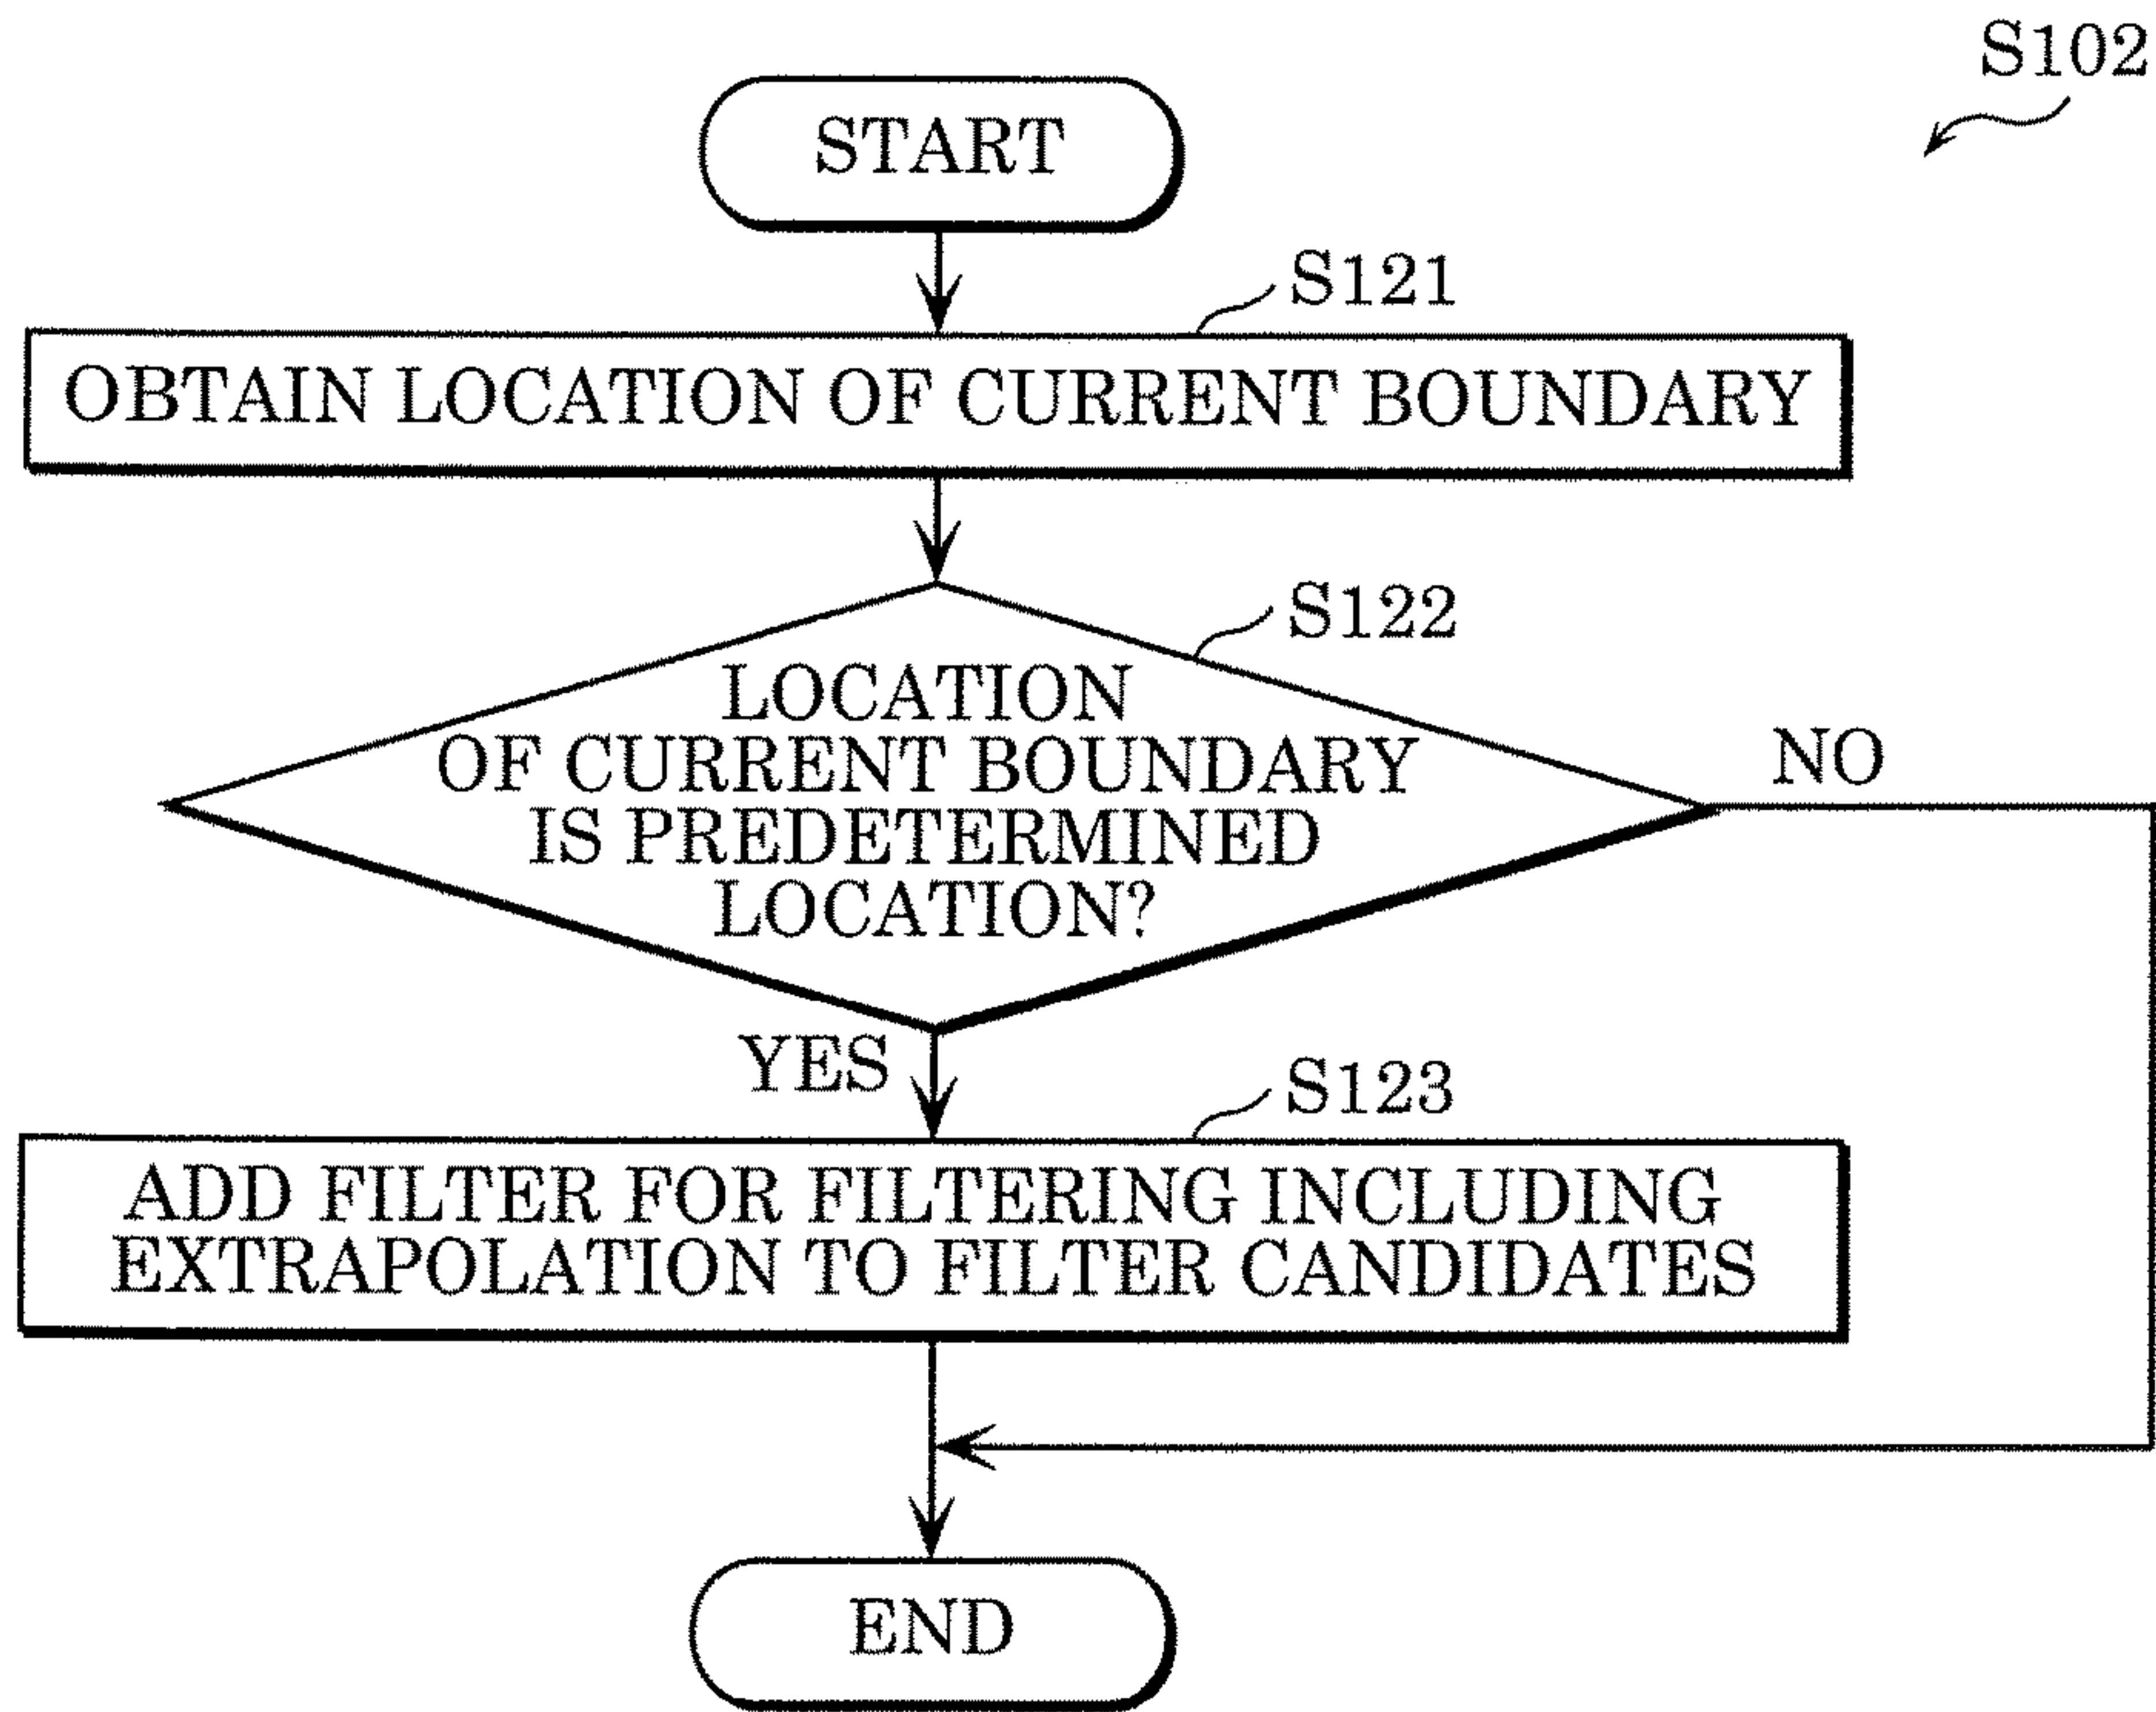 S102
START
S121
OBTAIN LOCATION OF CURRENT BOUNDARY
S122
LOCATION
OF CURRENT BOUNDARY
IS PREDETERMINED
LOCATION?
NO
YES
S123
ADD FILTER FOR FILTERING INCLUDING
EXTRAPOLATION TO FILTER CANDIDATES
END